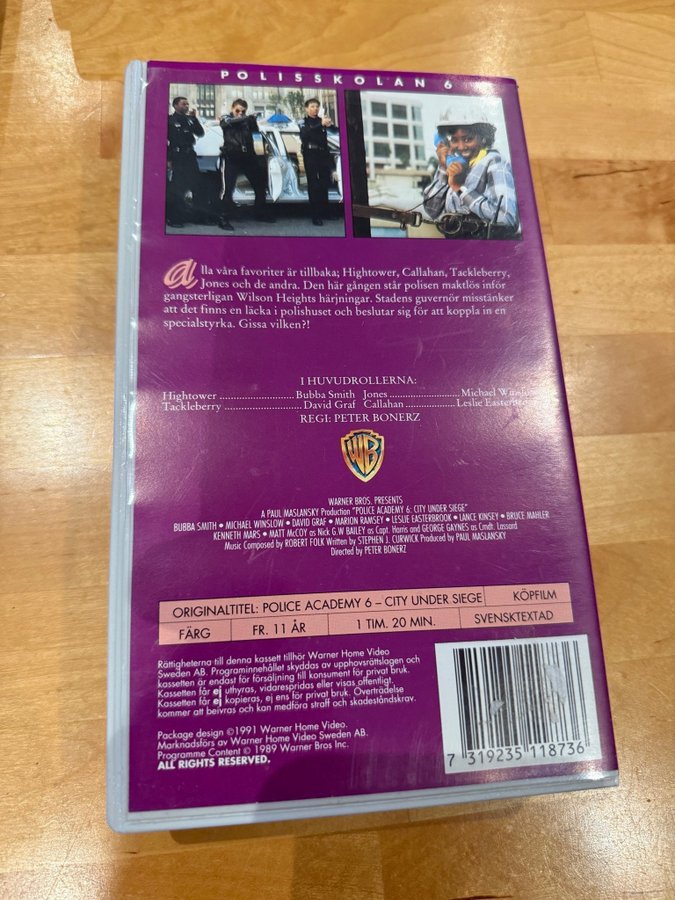 POLISSKOLAN 6
alla våra favoriter är tillbaka; Hightower, Callahan, Tackleberry,
Jones och de andra. Den här gången står polisen maktlös inför
gangsterligan Wilson Heights härjningar. Stadens guvernör misstänker
att det finns en läcka i polishuset och beslutar sig för att koppla in en
specialstyrka. Gissa vilken?!
I HUVUDROLLERNA:
Hightower ........................ Bubba Smith Jones ........................ Michael Winslow
Tackleberry ........................ David Graf Callahan ................ Leslie Easterbrook
REGI: PETER BONERZ
WB
WARNER BROS. PRESENTS
A PAUL MASLANSKY Production "POLICE ACADEMY 6: CITY UNDER SIEGE"
BUBBA SMITH • MICHAEL WINSLOW • DAVID GRAF • MARION RAMSEY • LESLIE EASTERBROOK • LANCE KINSEY • BRUCE MAHLER
KENNETH MARS • MATT McCOY as Nick G.W BAILEY as Capt. Harris and GEORGE GAYNES as Cmdt. Lassard
Music Composed by ROBERT FOLK Written by STEPHEN J. CURWICK Produced by PAUL MASLANSKY
Directed by PETER BONERZ
ORIGINALTITEL: POLICE ACADEMY 6 – CITY UNDER SIEGE KÖPFILM
FÄRG FR. 11 ÅR 1 TIM. 20 MIN. SVENSKTEXTAD
Rättigheterna till denna kassett tillhör Warner Home Video
Sweden AB. Programinnehållet skyddas av upphovsrättslagen och
kassetten är endast för försäljning till konsument för privat bruk.
Kassetten får ej uthyras, vidarespridas eller visas offentligt.
Kassetten får ej kopieras, ej ens för privat bruk. Överträdelse
kommer att beivras och kan medföra straff och skadeståndskrav.
Package design ©1991 Warner Home Video.
Marknadsförs av Warner Home Video Sweden AB.
Programme Content © 1989 Warner Bros Inc.
ALL RIGHTS RESERVED.
7 319235 118736